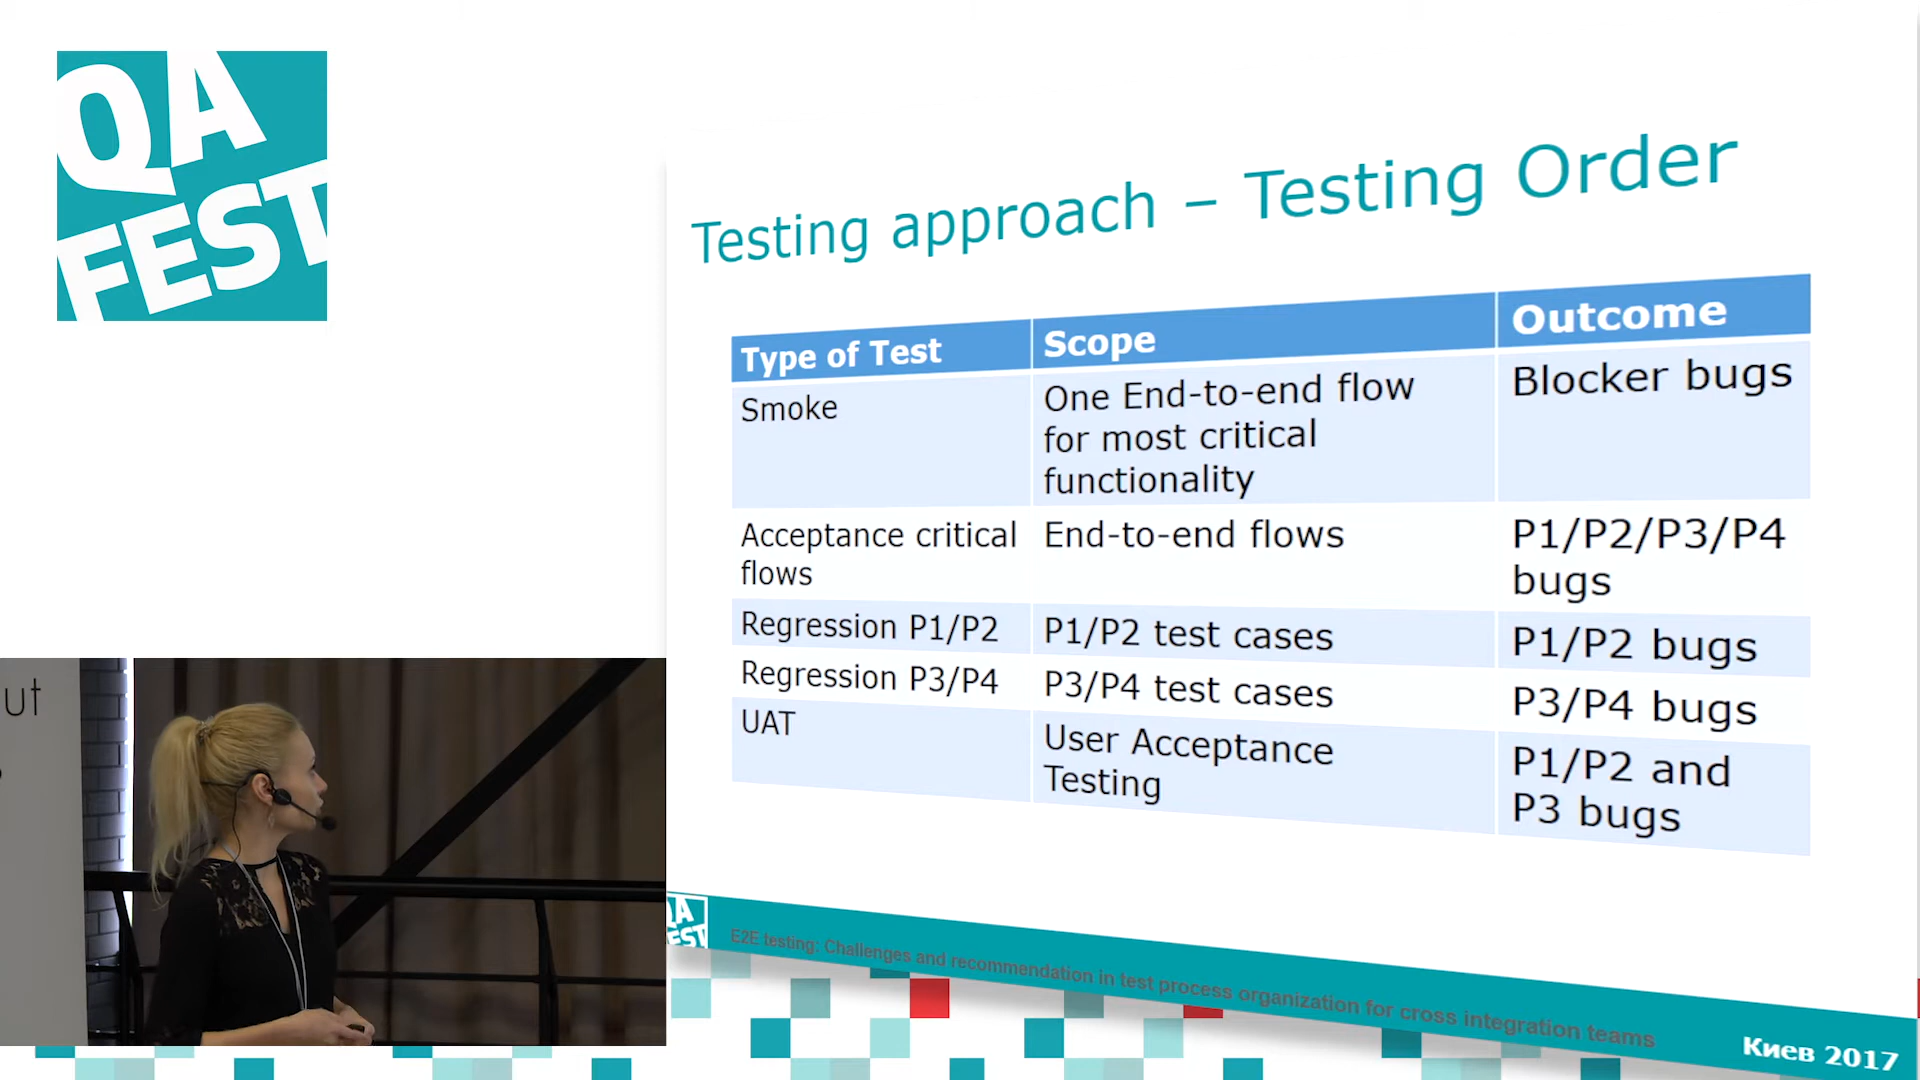 QA
FEST
Testing approach – Testing Order
Type of Test
Scope
Outcome
Smoke
One End-to-end flow
for most critical
functionality
Blocker bugs
Acceptance critical
flows
End-to-end flows
P1/P2/P3/P4
bugs
Regression P1/P2
P1/P2 test cases
P1/P2 bugs
Regression P3/P4
P3/P4 test cases
P3/P4 bugs
UAT
User Acceptance
Testing
P1/P2 and
P3 bugs
ut
QA
FEST
E2E testing: Challenges and recommendation in test process organization for cross integration teams
Киев 2017